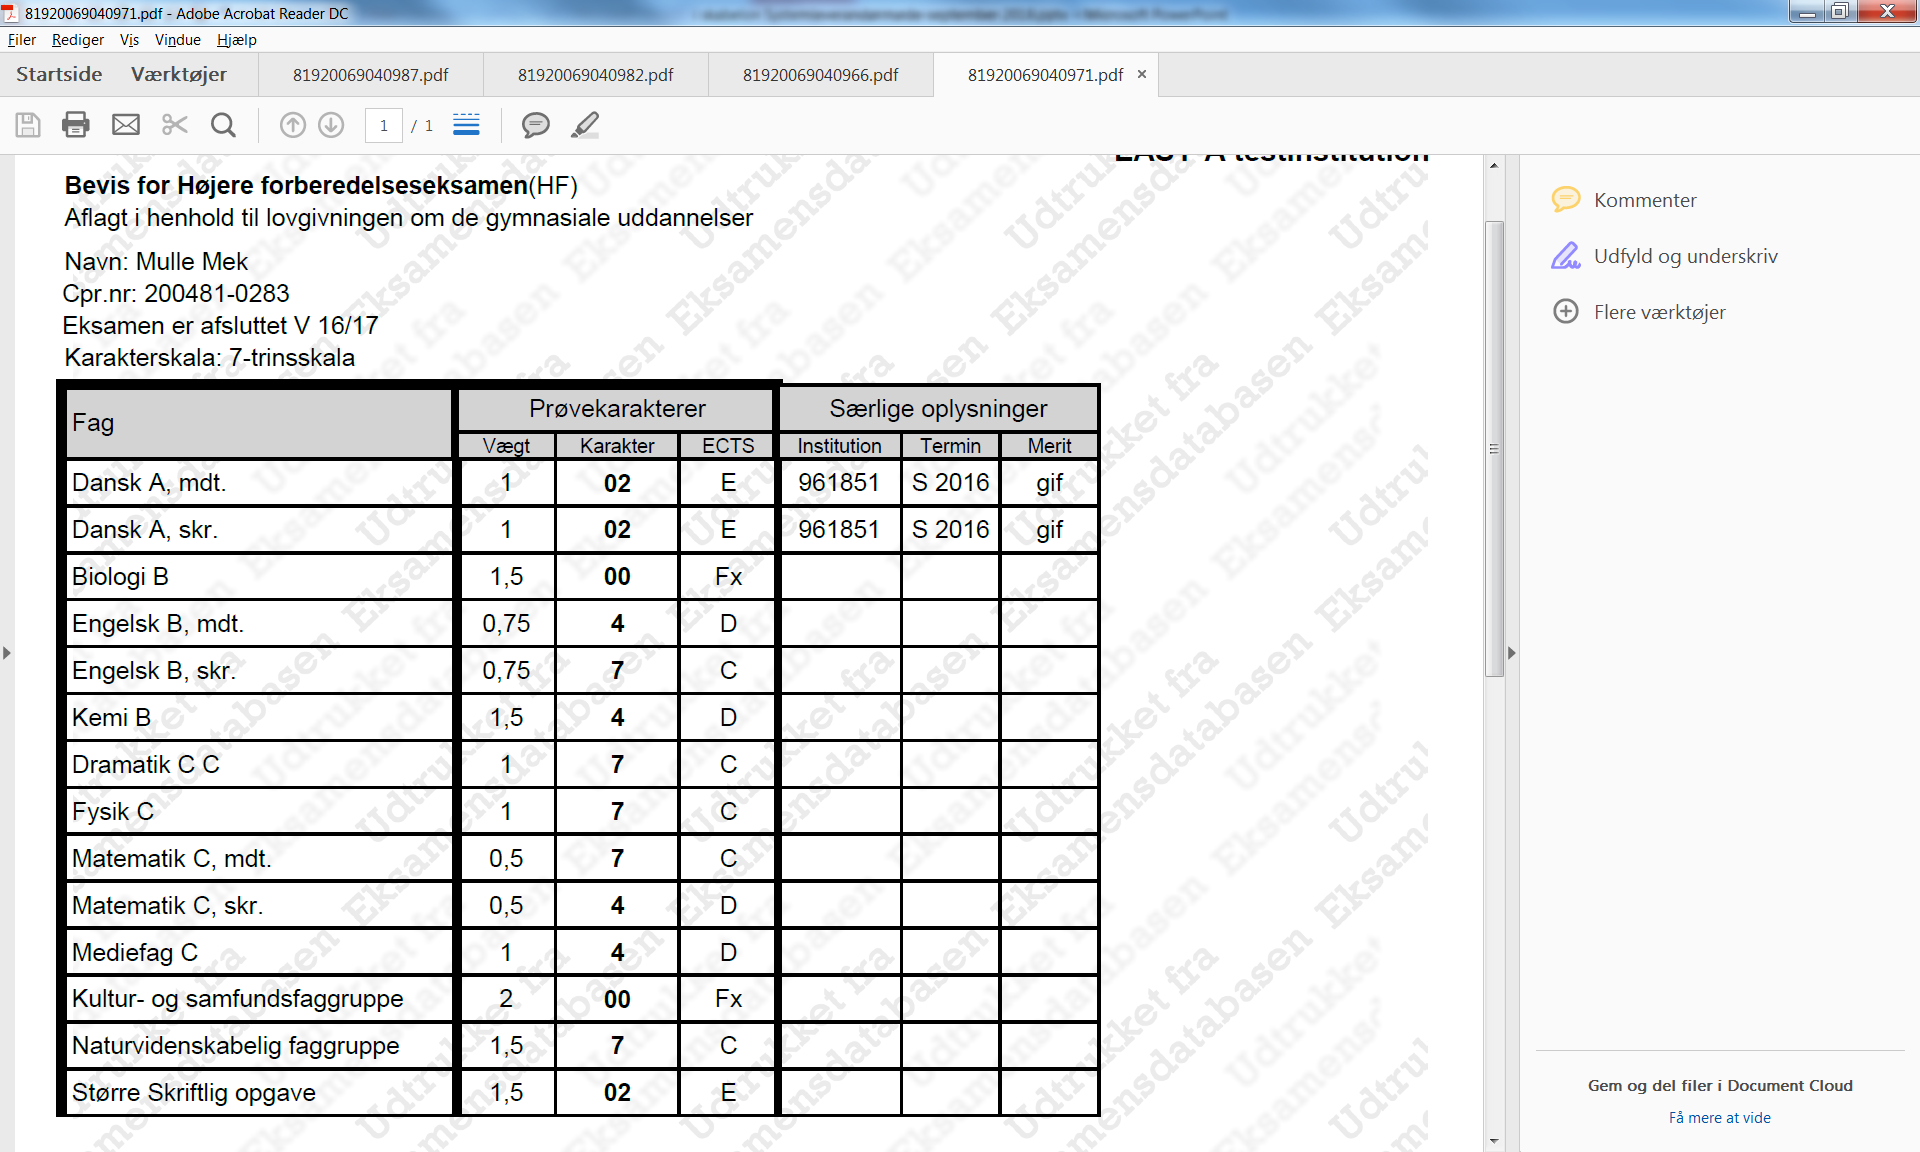 81920069040971.pdf - Adobe Acrobat Reader DC
Filer Rediger Vis Vindue Hjælp
Startside Værktøjer 81920069040987.pdf 81920069040982.pdf 81920069040966.pdf 81920069040971.pdf ×
1 / 1
EASY-A testinstitution
Bevis for Højere forberedelseseksamen(HF)
Aflagt i henhold til lovgivningen om de gymnasiale uddannelser
Navn: Mulle Mek
Cpr.nr: 200481-0283
Eksamen er afsluttet V 16/17
Karakterskala: 7-trinsskala
Fag Prøvekarakterer Særlige oplysninger
Vægt Karakter ECTS Institution Termin Merit
Dansk A, mdt. 1 02 E 961851 S 2016 gif
Dansk A, skr. 1 02 E 961851 S 2016 gif
Biologi B 1,5 00 Fx
Engelsk B, mdt. 0,75 4 D
Engelsk B, skr. 0,75 7 C
Kemi B 1,5 4 D
Dramatik C C 1 7 C
Fysik C 1 7 C
Matematik C, mdt. 0,5 7 C
Matematik C, skr. 0,5 4 D
Mediefag C 1 4 D
Kultur- og samfundsfaggruppe 2 00 Fx
Naturvidenskabelig faggruppe 1,5 7 C
Større Skriftlig opgave 1,5 02 E
Udtrukket fra
Eksamensdatabasen
Kommenter
Udfyld og underskriv
Flere værktøjer
Gem og del filer i Document Cloud
Få mere at vide